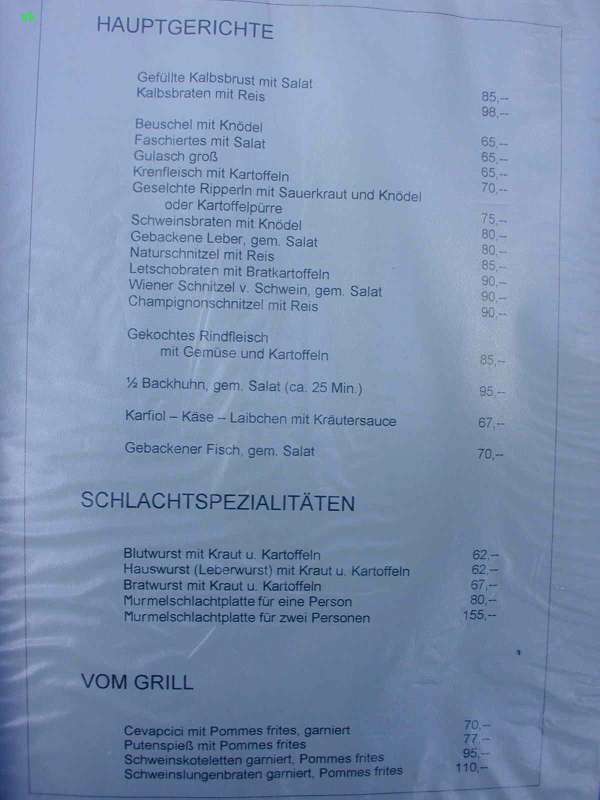 vk
HAUPTGERICHTE
Gefüllte Kalbsbrust mit Salat 85,--
Kalbsbraten mit Reis 98,--
Beuschel mit Knödel 65,--
Faschiertes mit Salat 65,--
Gulasch groß 65,--
Krenfleisch mit Kartoffeln 70,--
Geselchte Ripperln mit Sauerkraut und Knödel
oder Kartoffelpürre 75,--
Schweinsbraten mit Knödel 80,--
Gebackene Leber, gem. Salat 80,--
Naturschnitzel mit Reis 85,--
Letschobraten mit Bratkartoffeln 90,--
Wiener Schnitzel v. Schwein, gem. Salat 90,--
Champignonschnitzel mit Reis 90,--
Gekochtes Rindfleisch
mit Gemüse und Kartoffeln 85,--
½ Backhuhn, gem. Salat (ca. 25 Min.) 95,--
Karfiol – Käse – Laibchen mit Kräutersauce 67,--
Gebackener Fisch, gem. Salat 70,--
SCHLACHTSPEZIALITÄTEN
Blutwurst mit Kraut u. Kartoffeln 62,--
Hauswurst (Leberwurst) mit Kraut u. Kartoffeln 62,--
Bratwurst mit Kraut u. Kartoffeln 67,--
Murmelschlachtplatte für eine Person 80,--
Murmelschlachtplatte für zwei Personen 155,--
VOM GRILL
Cevapcici mit Pommes frites, garniert 70,--
Putenspieß mit Pommes frites 77,--
Schweinskoteletten garniert, Pommes frites 95,--
Schweinslungenbraten garniert, Pommes frites 110,--